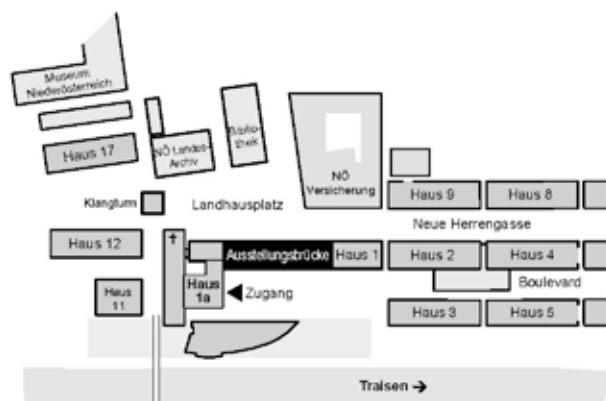 Museum
Niederösterreich
Haus 17
NÖ Landes-
Archiv
Biblio-
thek
NÖ
Versicherung
Haus 9
Haus 8
Klangturm
Landhausplatz
Neue Herrengasse
Haus 12
✝
Ausstellungsbrücke
Haus 1
Haus 2
Haus 4
Haus
11
Haus
1a
Zugang
Boulevard
Haus 3
Haus 5
Traisen →